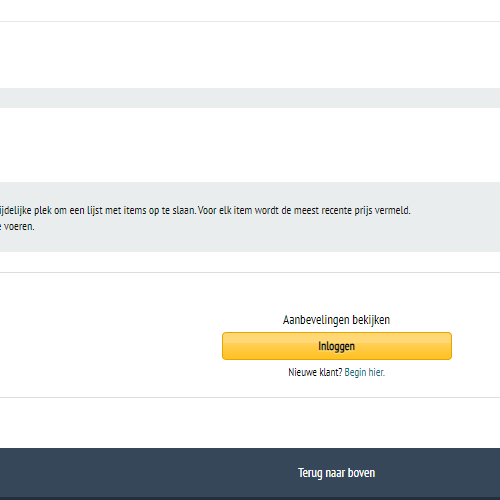 plek om een lijst met items op te slaan. Voor elk item wordt de meest recente prijs vermeld.
voeren.
Aanbevelingen bekijken
Inloggen
Nieuwe klant? Begin hier.
Terug naar boven